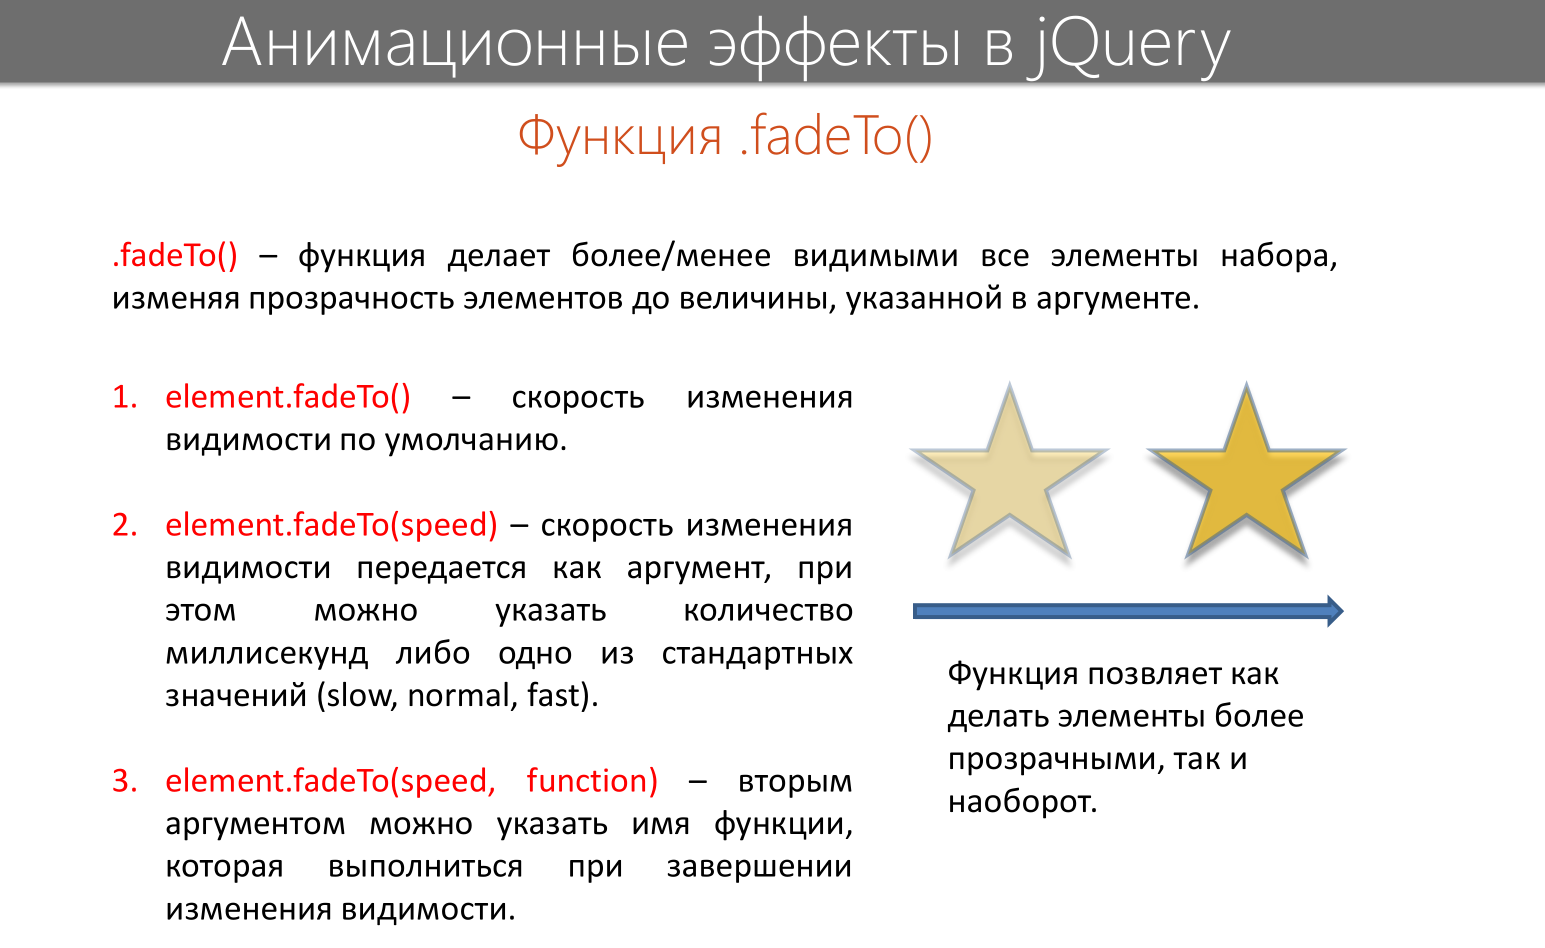 Анимационные эффекты в jQuery
Функция .fadeTo()
.fadeTo() – функция делает более/менее видимыми все элементы набора,
изменяя прозрачность элементов до величины, указанной в аргументе.
1. element.fadeTo() – скорость изменения
видимости по умолчанию.
2. element.fadeTo(speed) – скорость изменения
видимости передается как аргумент, при
этом можно указать количество
миллисекунд либо одно из стандартных
значений (slow, normal, fast).
3. element.fadeTo(speed, function) – вторым
аргументом можно указать имя функции,
которая выполниться при завершении
изменения видимости.
Функция позвляет как
делать элементы более
прозрачными, так и
наоборот.